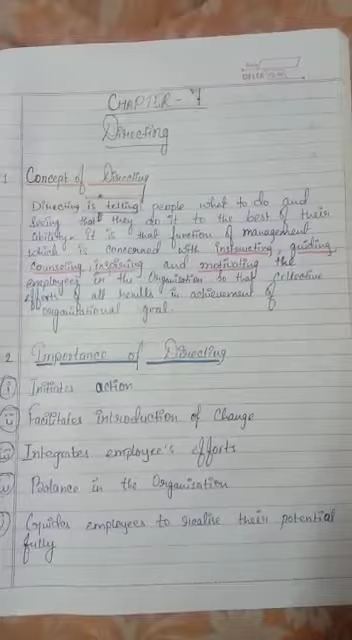 CHAPTER - 7
Directing
1 Concept of Directing
Directing is telling people what to do and
seeing that they do it to the best of their
ability. It is that function of management
which is concerned with instructing, guiding,
counseling, inspiring and motivating the
employees in the Organisation so that collective
efforts of all results in achievement of
organizational goal.
2 Importance of Directing
(i) Initiates action
(ii) Facilitates introduction of Change
(iii) Integrates employee's efforts
Balance in the Organisation
Guides employees to realise their potential
fully